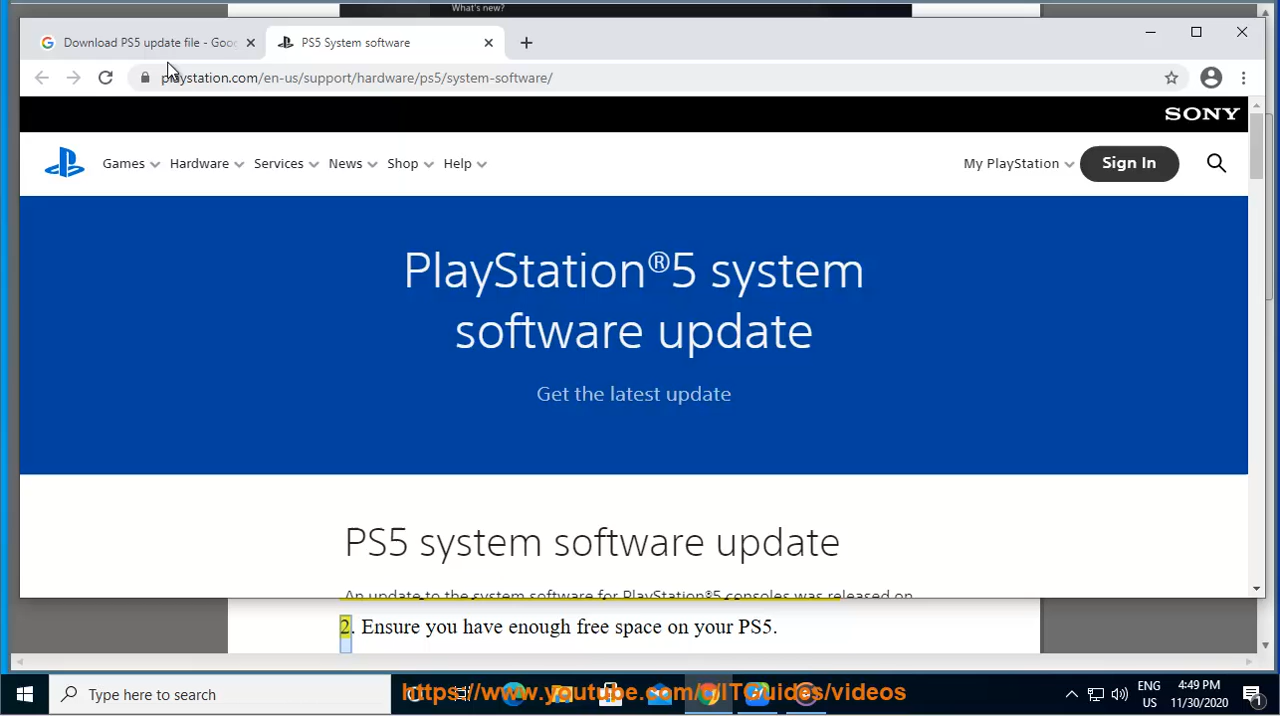 What's new?
Download PS5 update file - Goo
PS5 System software
playstation.com/en-us/support/hardware/ps5/system-software/
SONY
Games Hardware Services News Shop Help My PlayStation Sign In
PlayStation®5 system
software update
Get the latest update
PS5 system software update
An update to the system software for PlayStation®5 consoles was released on
2. Ensure you have enough free space on your PS5.
Type here to search
https://www.youtube.com/c/ITGuides/videos
ENG
US
4:49 PM
11/30/2020
1